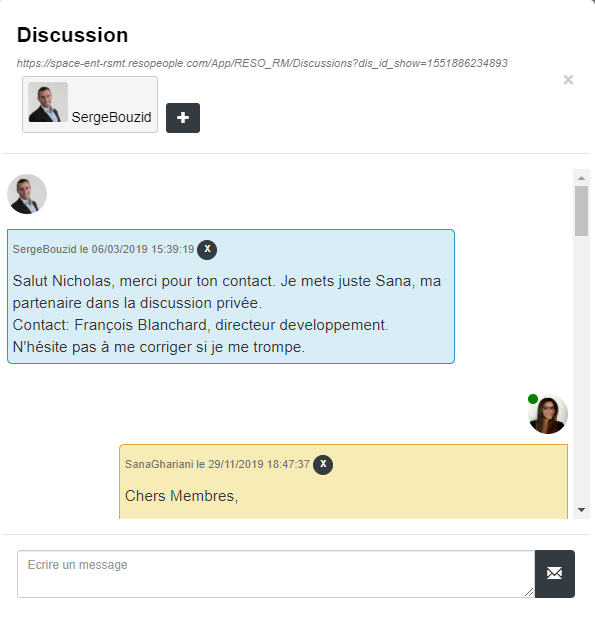 Discussion
https://space-ent-rsmt.resopeople.com/App/RESO_RM/Discussions?dis_id_show=1551886234893
×
SergeBouzid +
SergeBouzid le 06/03/2019 15:39:19 X
Salut Nicholas, merci pour ton contact. Je mets juste Sana, ma
partenaire dans la discussion privée.
Contact: François Blanchard, directeur developpement.
N'hésite pas à me corriger si je me trompe.
SanaGhariani le 29/11/2019 18:47:37 X
Chers Membres,
Ecrire un message